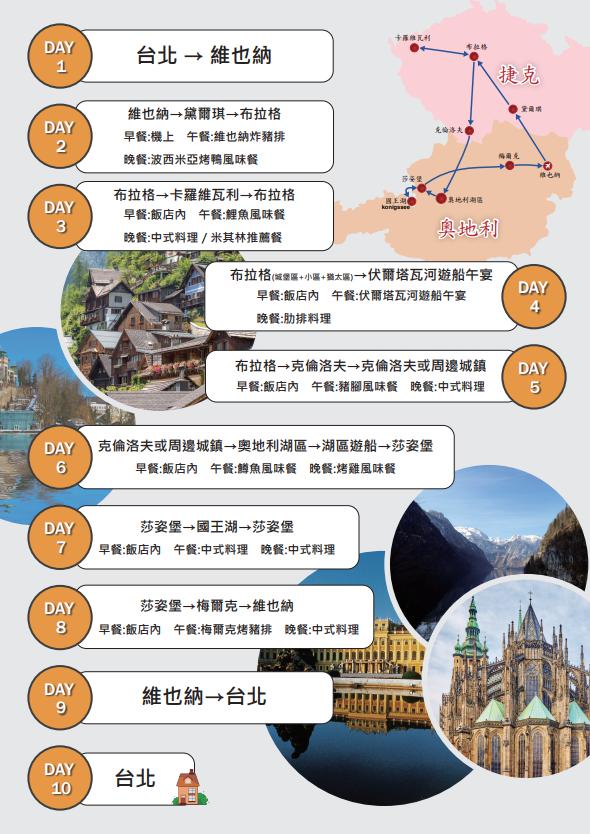 DAY
1
台北 → 維也納
DAY
2
維也納→黛爾琪→布拉格
早餐:機上 午餐:維也納炸豬排
晚餐:波西米亞烤鴨風味餐
DAY
3
布拉格→卡羅維瓦利→布拉格
早餐:飯店內 午餐:鯉魚風味餐
晚餐:中式料理 / 米其林推薦餐
卡羅維瓦利
布拉格
捷克
黛爾琪
克倫洛夫
梅爾克
維也納
莎姿堡
國王湖
konigssee
奧地利湖區
奧地利
布拉格(城堡區+小區+猶太區)→伏爾塔瓦河遊船午宴
早餐:飯店內 午餐:伏爾塔瓦河遊船午宴
晚餐:肋排料理
DAY
4
布拉格→克倫洛夫→克倫洛夫或周邊城鎮
早餐:飯店內 午餐:豬腳風味餐 晚餐:中式料理
DAY
5
DAY
6
克倫洛夫或周邊城鎮→奧地利湖區→湖區遊船→莎姿堡
早餐:飯店內 午餐:鱒魚風味餐 晚餐:烤雞風味餐
DAY
7
莎姿堡→國王湖→莎姿堡
早餐:飯店內 午餐:中式料理 晚餐:中式料理
DAY
8
莎姿堡→梅爾克→維也納
早餐:飯店內 午餐:梅爾克烤豬排 晚餐:中式料理
DAY
9
維也納→台北
DAY
10
台北